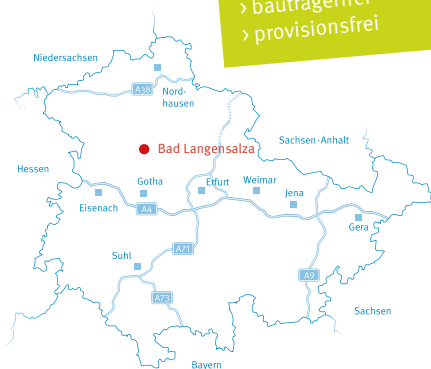 › bauträgerfrei
› provisionsfrei
Niedersachsen
A38
Nord-
hausen
Bad Langensalza
Sachsen-Anhalt
Hessen
Gotha
Erfurt
Weimar
Jena
Eisenach
A4
Gera
Suhl
A71
A73
A9
Sachsen
Bayern